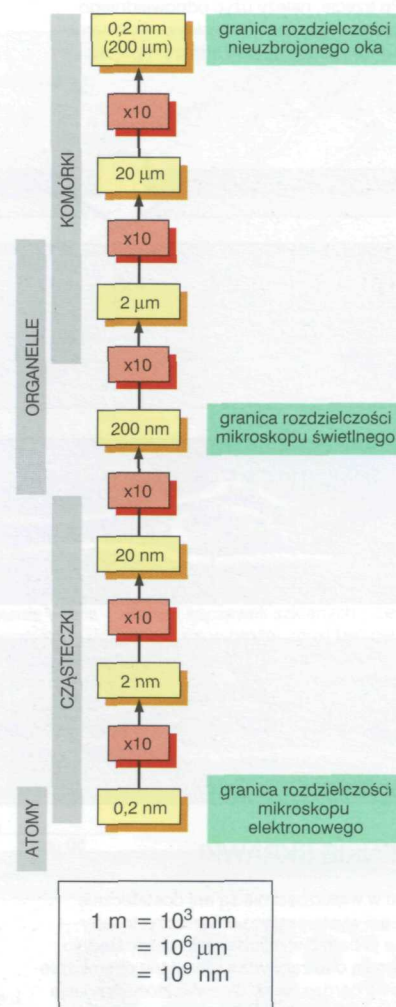 0,2 mm
(200 µm)
granica rozdzielczości
nieuzbrojonego oka
x10
20 µm
x10
2 µm
x10
200 nm
granica rozdzielczości
mikroskopu świetlnego
x10
20 nm
x10
2 nm
x10
0,2 nm
granica rozdzielczości
mikroskopu
elektronowego
KOMÓRKI
ORGANELLE
CZĄSTECZKI
ATOMY
1 m = 10³ mm
= 10⁶ µm
= 10⁹ nm